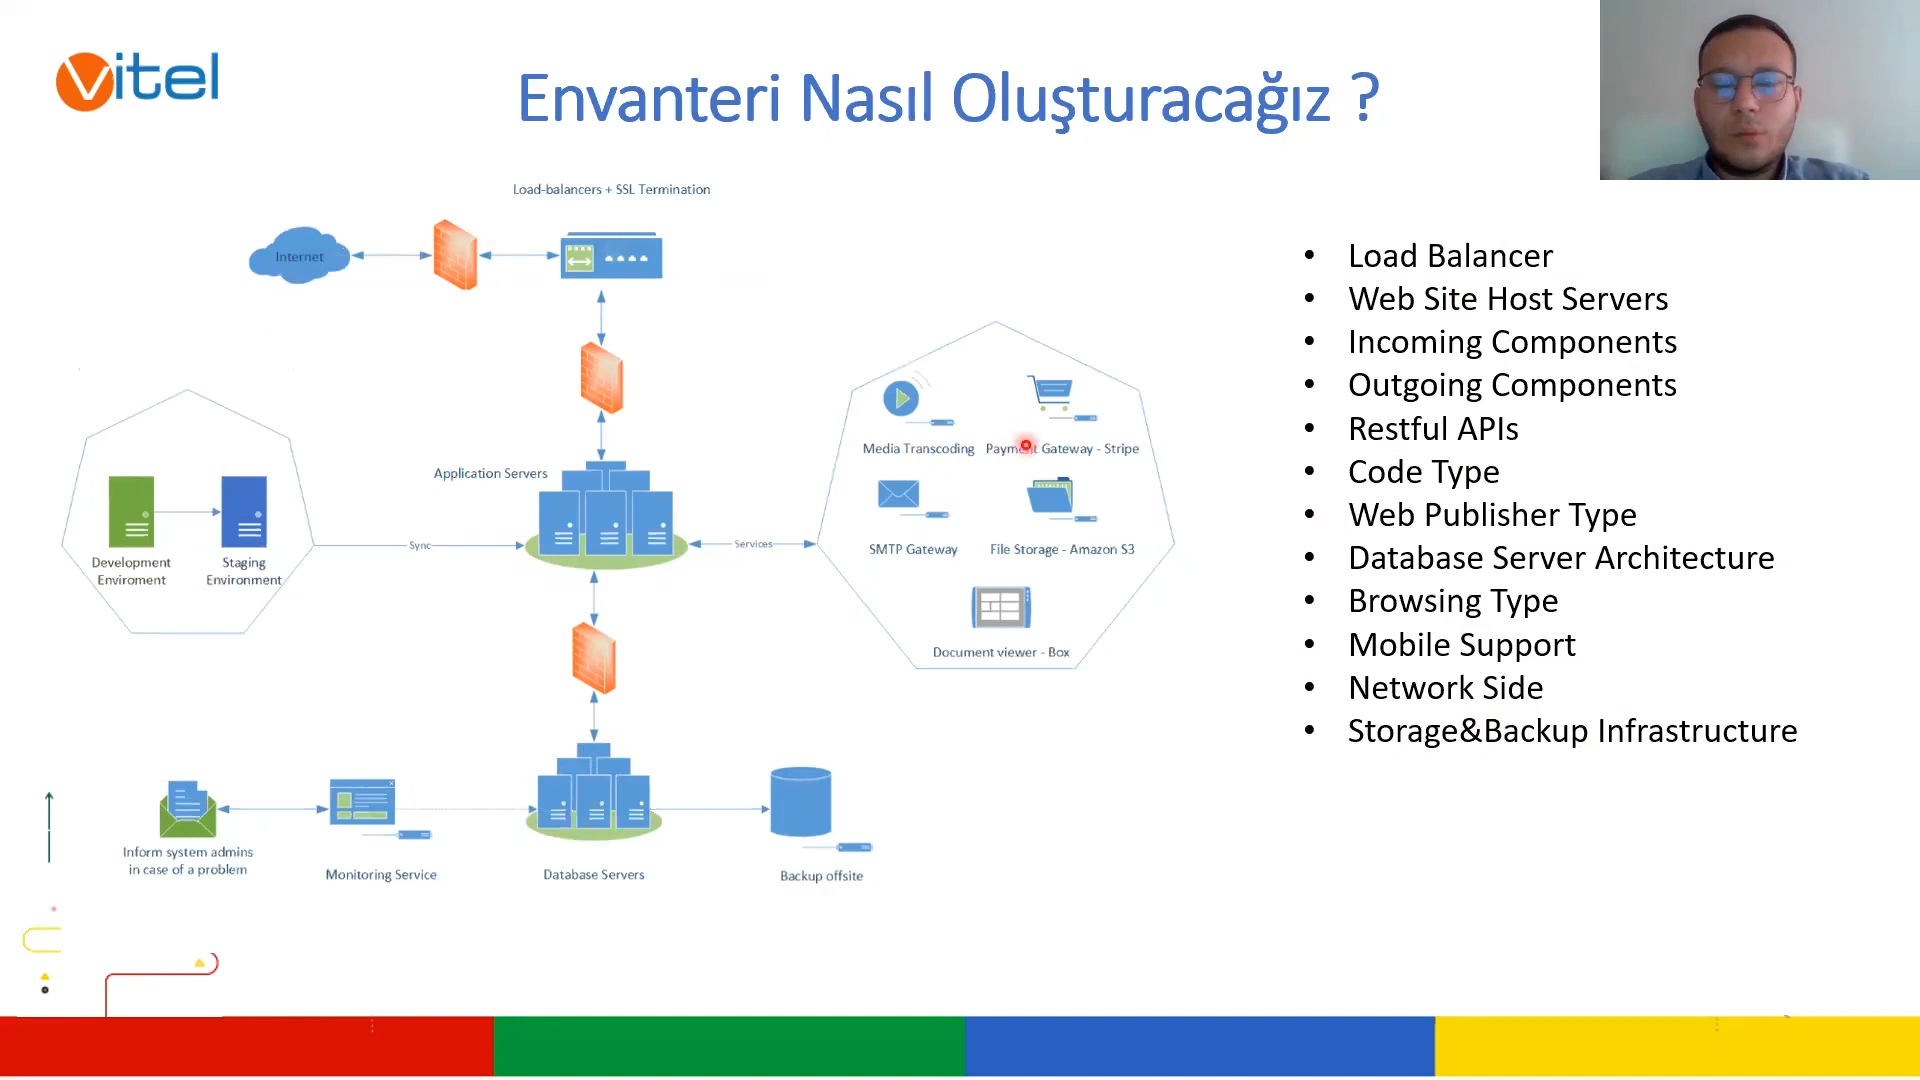 vitel
Envanteri Nasıl Oluşturacağız ?
Load-balancers + SSL Termination
Internet
Application Servers
Development
Enviroment
Staging
Environment
Sync
Services
Media Transcoding
Payment Gateway - Stripe
SMTP Gateway
File Storage - Amazon S3
Document viewer - Box
Inform system admins
in case of a problem
Monitoring Service
Database Servers
Backup offsite
• Load Balancer
• Web Site Host Servers
• Incoming Components
• Outgoing Components
• Restful APIs
• Code Type
• Web Publisher Type
• Database Server Architecture
• Browsing Type
• Mobile Support
• Network Side
• Storage&Backup Infrastructure